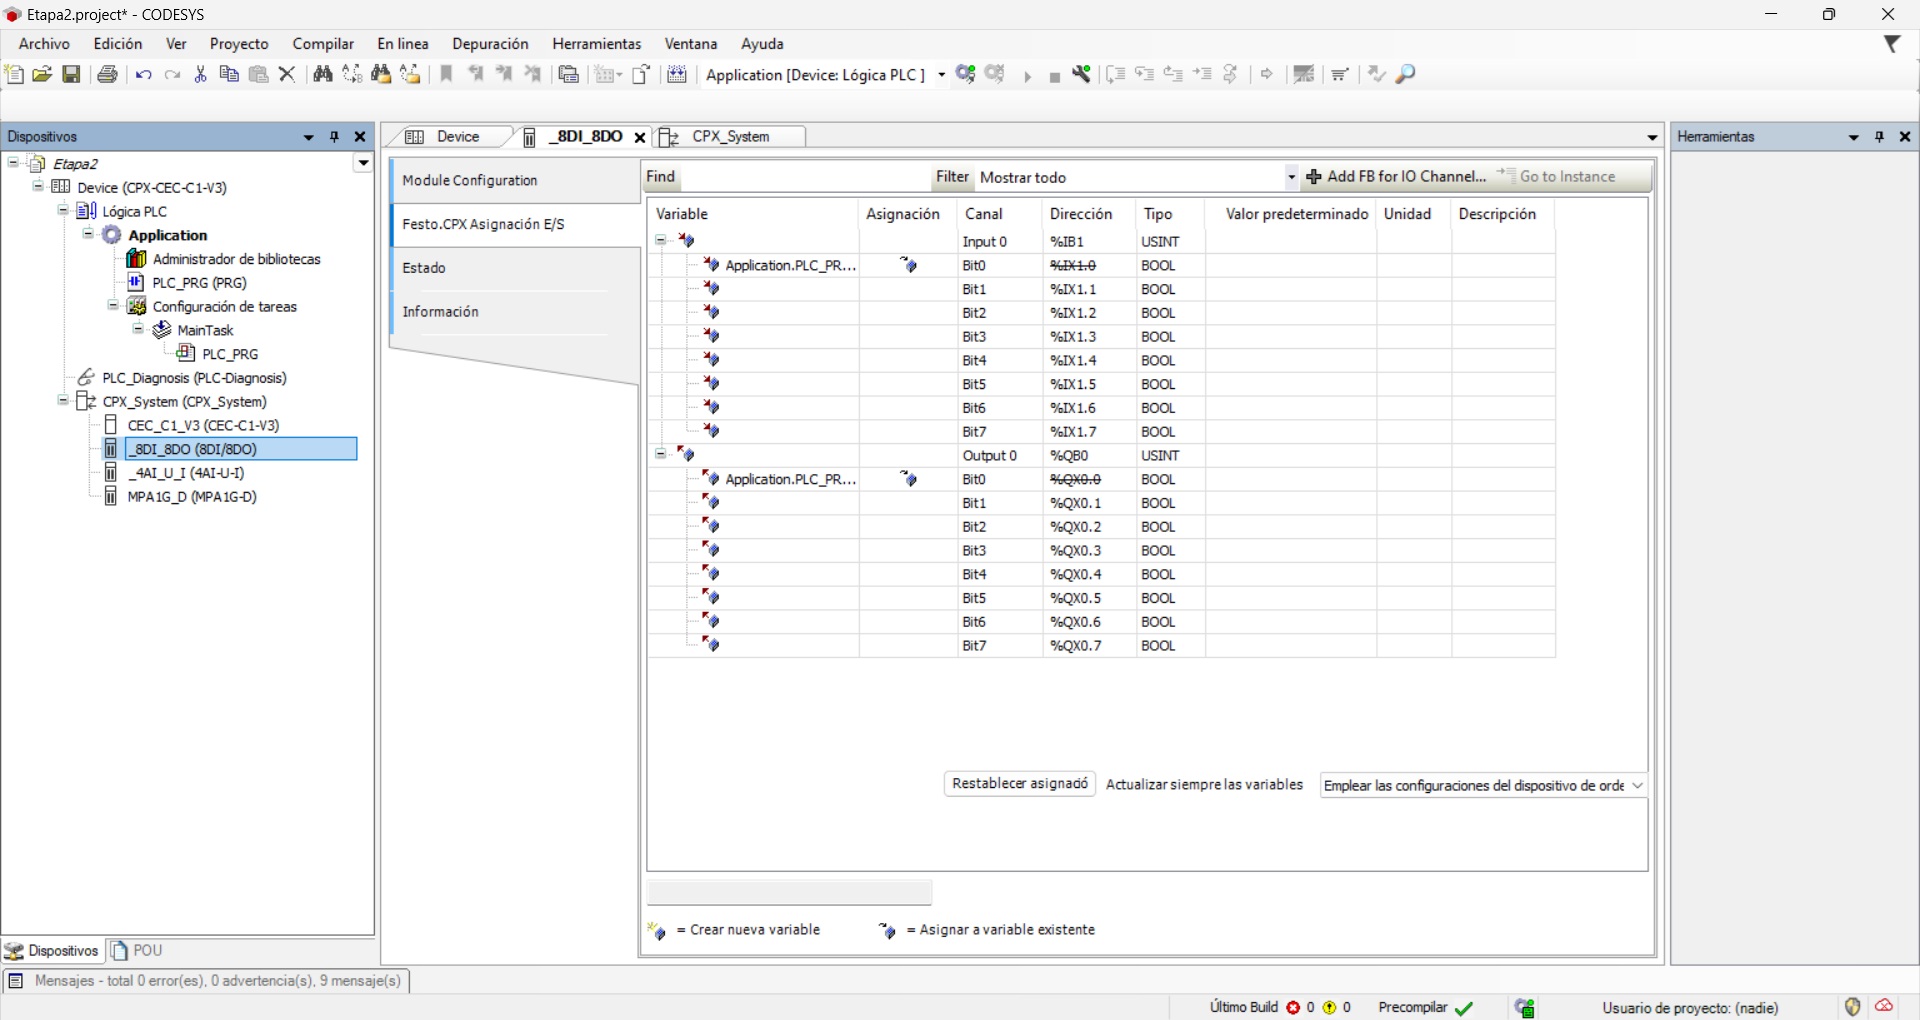 Etapa2.project* - CODESYS
Archivo Edición Ver Proyecto Compilar En linea Depuración Herramientas Ventana Ayuda
Application [Device: Lógica PLC ]
Dispositivos
Etapa2
Device (CPX-CEC-C1-V3)
Lógica PLC
Application
Administrador de bibliotecas
PLC_PRG (PRG)
Configuración de tareas
MainTask
PLC_PRG
PLC_Diagnosis (PLC-Diagnosis)
CPX_System (CPX_System)
CEC_C1_V3 (CEC-C1-V3)
_8DI_8DO (8DI/8DO)
_4AI_U_I (4AI-U-I)
MPA1G_D (MPA1G-D)
Dispositivos POU
Device _8DI_8DO CPX_System
Module Configuration
Festo.CPX Asignación E/S
Estado
Información
Find Filter Mostrar todo Add FB for IO Channel... Go to Instance
Variable Asignación Canal Dirección Tipo Valor predeterminado Unidad Descripción
Input 0 %IB1 USINT
Application.PLC_PR... Bit0 %IX1.0 BOOL
Bit1 %IX1.1 BOOL
Bit2 %IX1.2 BOOL
Bit3 %IX1.3 BOOL
Bit4 %IX1.4 BOOL
Bit5 %IX1.5 BOOL
Bit6 %IX1.6 BOOL
Bit7 %IX1.7 BOOL
Output 0 %QB0 USINT
Application.PLC_PR... Bit0 %QX0.0 BOOL
Bit1 %QX0.1 BOOL
Bit2 %QX0.2 BOOL
Bit3 %QX0.3 BOOL
Bit4 %QX0.4 BOOL
Bit5 %QX0.5 BOOL
Bit6 %QX0.6 BOOL
Bit7 %QX0.7 BOOL
Restablecer asignació Actualizar siempre las variables Emplear las configuraciones del dispositivo de orde
= Crear nueva variable = Asignar a variable existente
Herramientas
Mensajes - total 0 error(es), 0 advertencia(s), 9 mensaje(s)
Último Build 0 0 Precompilar Usuario de proyecto: (nadie)